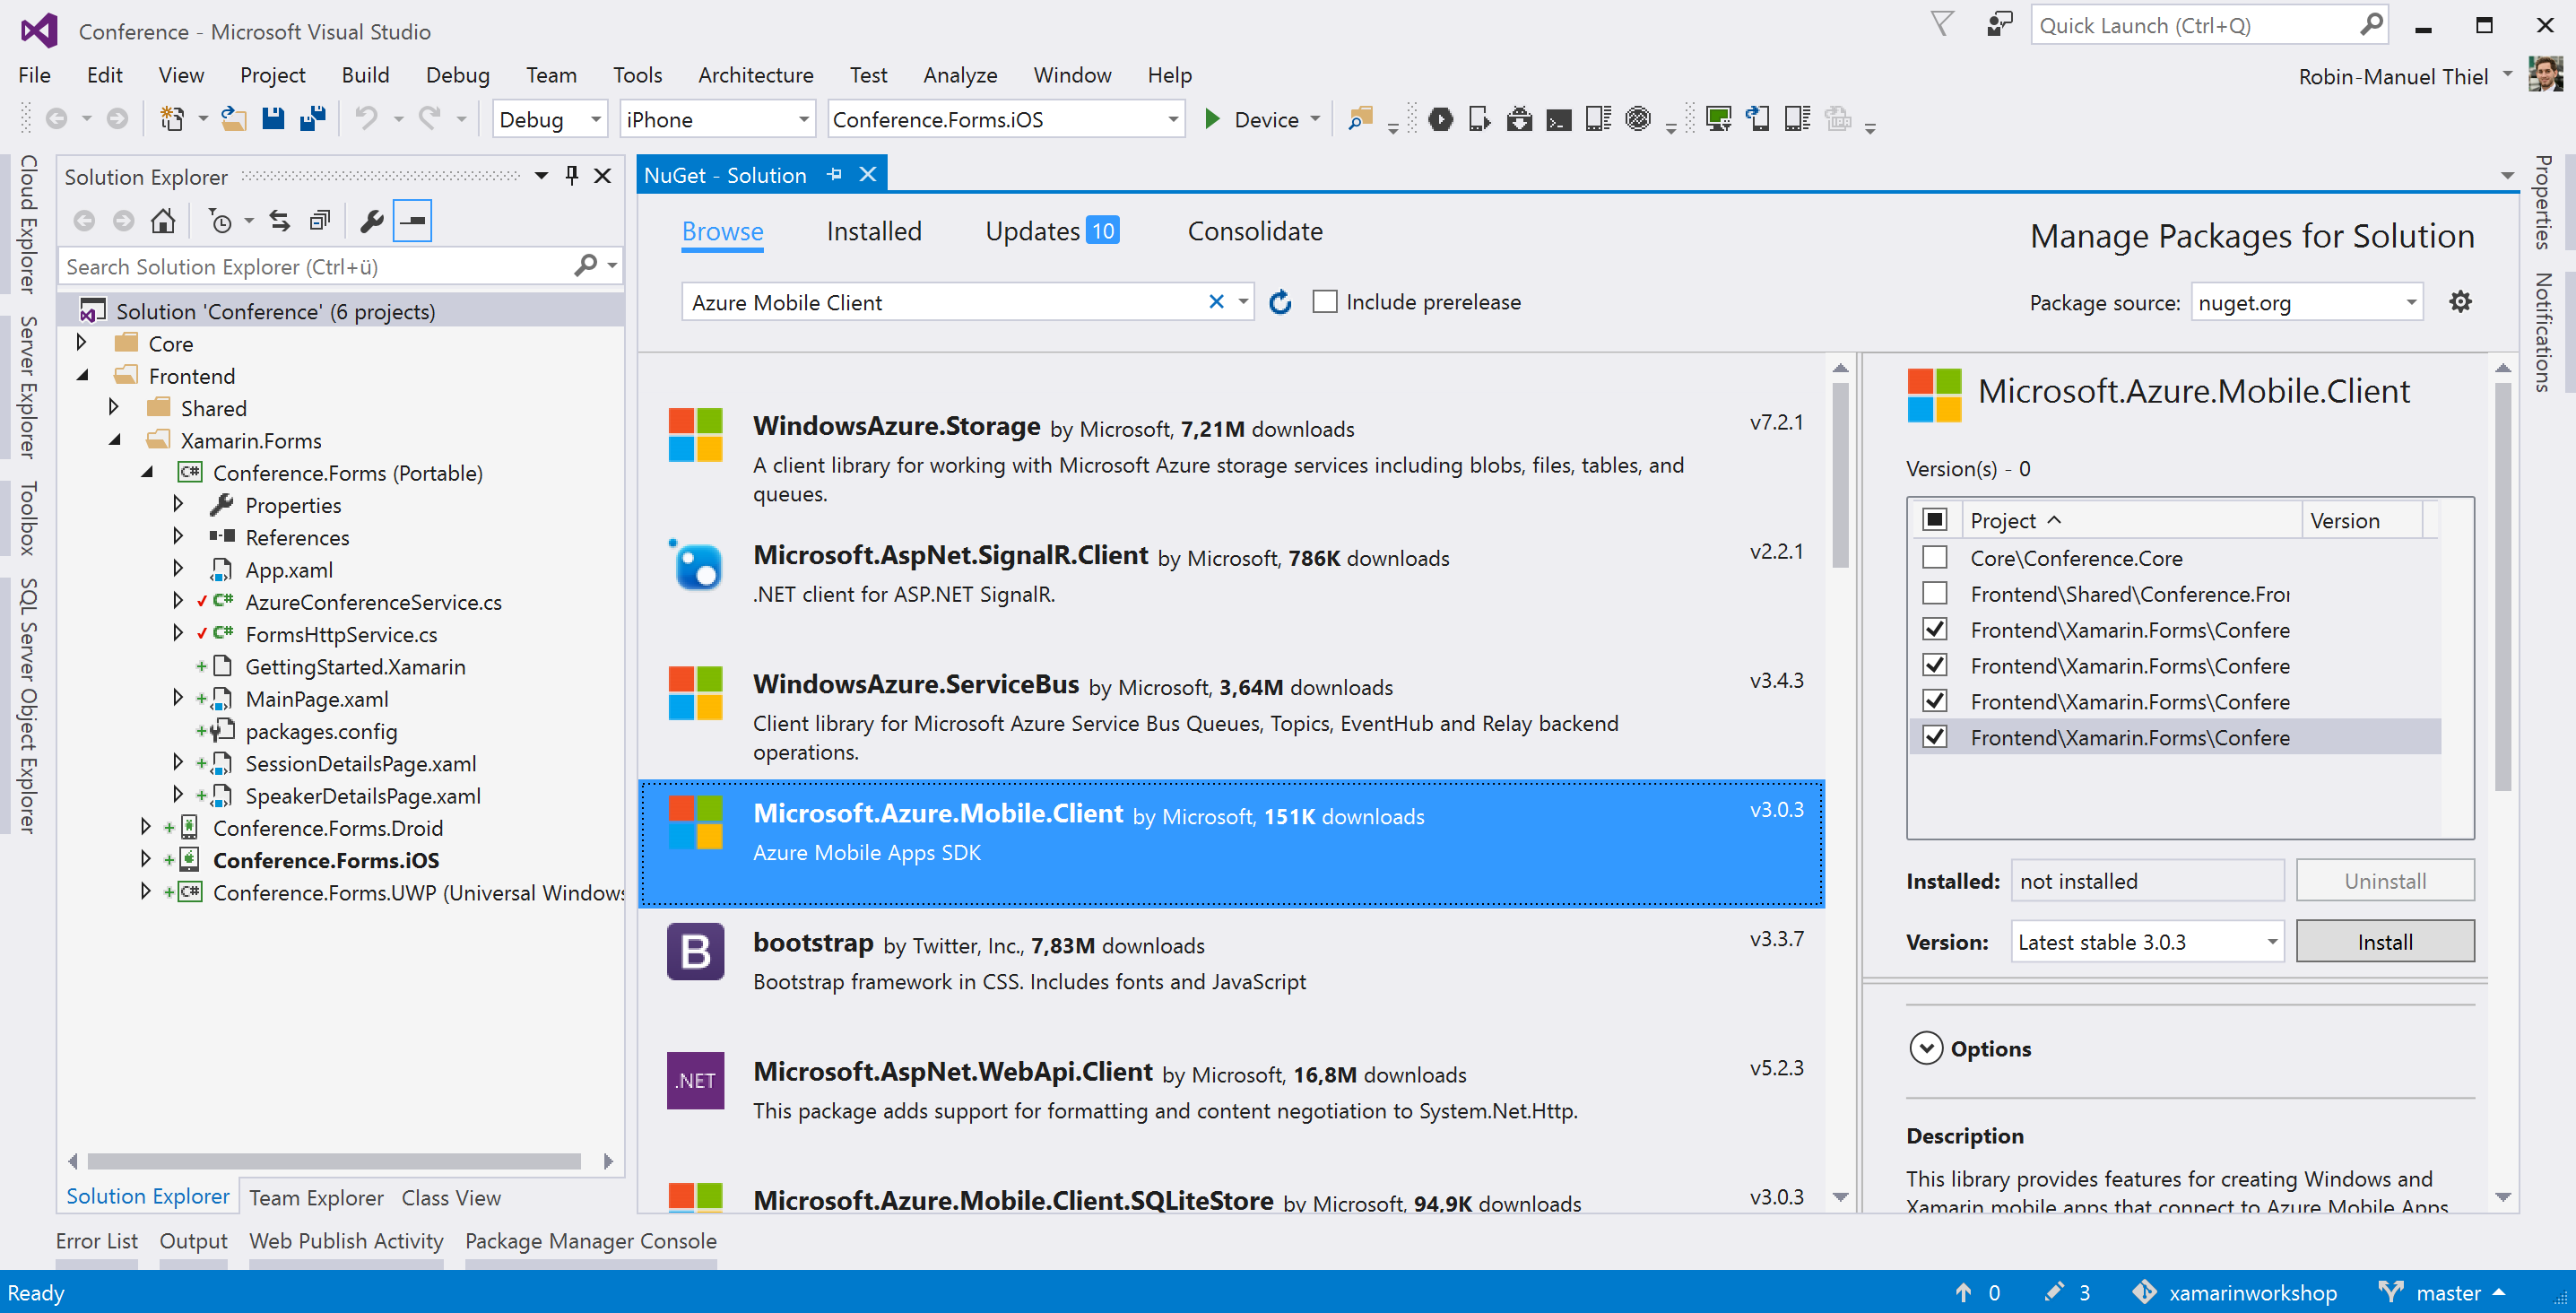 Conference - Microsoft Visual Studio
Quick Launch (Ctrl+Q)
File Edit View Project Build Debug Team Tools Architecture Test Analyze Window Help
Robin-Manuel Thiel
Debug iPhone Conference.Forms.iOS Device
Cloud Explorer
Server Explorer
Toolbox
SQL Server Object Explorer
Solution Explorer
Search Solution Explorer (Ctrl+ü)
Solution 'Conference' (6 projects)
Core
Frontend
Shared
Xamarin.Forms
C# Conference.Forms (Portable)
Properties
References
App.xaml
C# AzureConferenceService.cs
C# FormsHttpService.cs
GettingStarted.Xamarin
MainPage.xaml
packages.config
SessionDetailsPage.xaml
SpeakerDetailsPage.xaml
Conference.Forms.Droid
Conference.Forms.iOS
C# Conference.Forms.UWP (Universal Windows
Solution Explorer Team Explorer Class View
NuGet - Solution
Browse Installed Updates 10 Consolidate
Manage Packages for Solution
Azure Mobile Client
Include prerelease
Package source: nuget.org
WindowsAzure.Storage by Microsoft, 7,21M downloads v7.2.1
A client library for working with Microsoft Azure storage services including blobs, files, tables, and
queues.
Microsoft.AspNet.SignalR.Client by Microsoft, 786K downloads v2.2.1
.NET client for ASP.NET SignalR.
WindowsAzure.ServiceBus by Microsoft, 3,64M downloads v3.4.3
Client library for Microsoft Azure Service Bus Queues, Topics, EventHub and Relay backend
operations.
Microsoft.Azure.Mobile.Client by Microsoft, 151K downloads v3.0.3
Azure Mobile Apps SDK
B bootstrap by Twitter, Inc., 7,83M downloads v3.3.7
Bootstrap framework in CSS. Includes fonts and JavaScript
.NET Microsoft.AspNet.WebApi.Client by Microsoft, 16,8M downloads v5.2.3
This package adds support for formatting and content negotiation to System.Net.Http.
Microsoft.Azure.Mobile.Client.SQLiteStore by Microsoft, 94,9K downloads v3.0.3
Microsoft.Azure.Mobile.Client
Version(s) - 0
Project Version
Core\Conference.Core
Frontend\Shared\Conference.Fror
Frontend\Xamarin.Forms\Confere
Frontend\Xamarin.Forms\Confere
Frontend\Xamarin.Forms\Confere
Frontend\Xamarin.Forms\Confere
Installed: not installed Uninstall
Version: Latest stable 3.0.3 Install
Options
Description
This library provides features for creating Windows and
Xamarin mobile apps that connect to Azure Mobile Apps
Properties
Notifications
Error List Output Web Publish Activity Package Manager Console
Ready
0 3 xamarinworkshop master